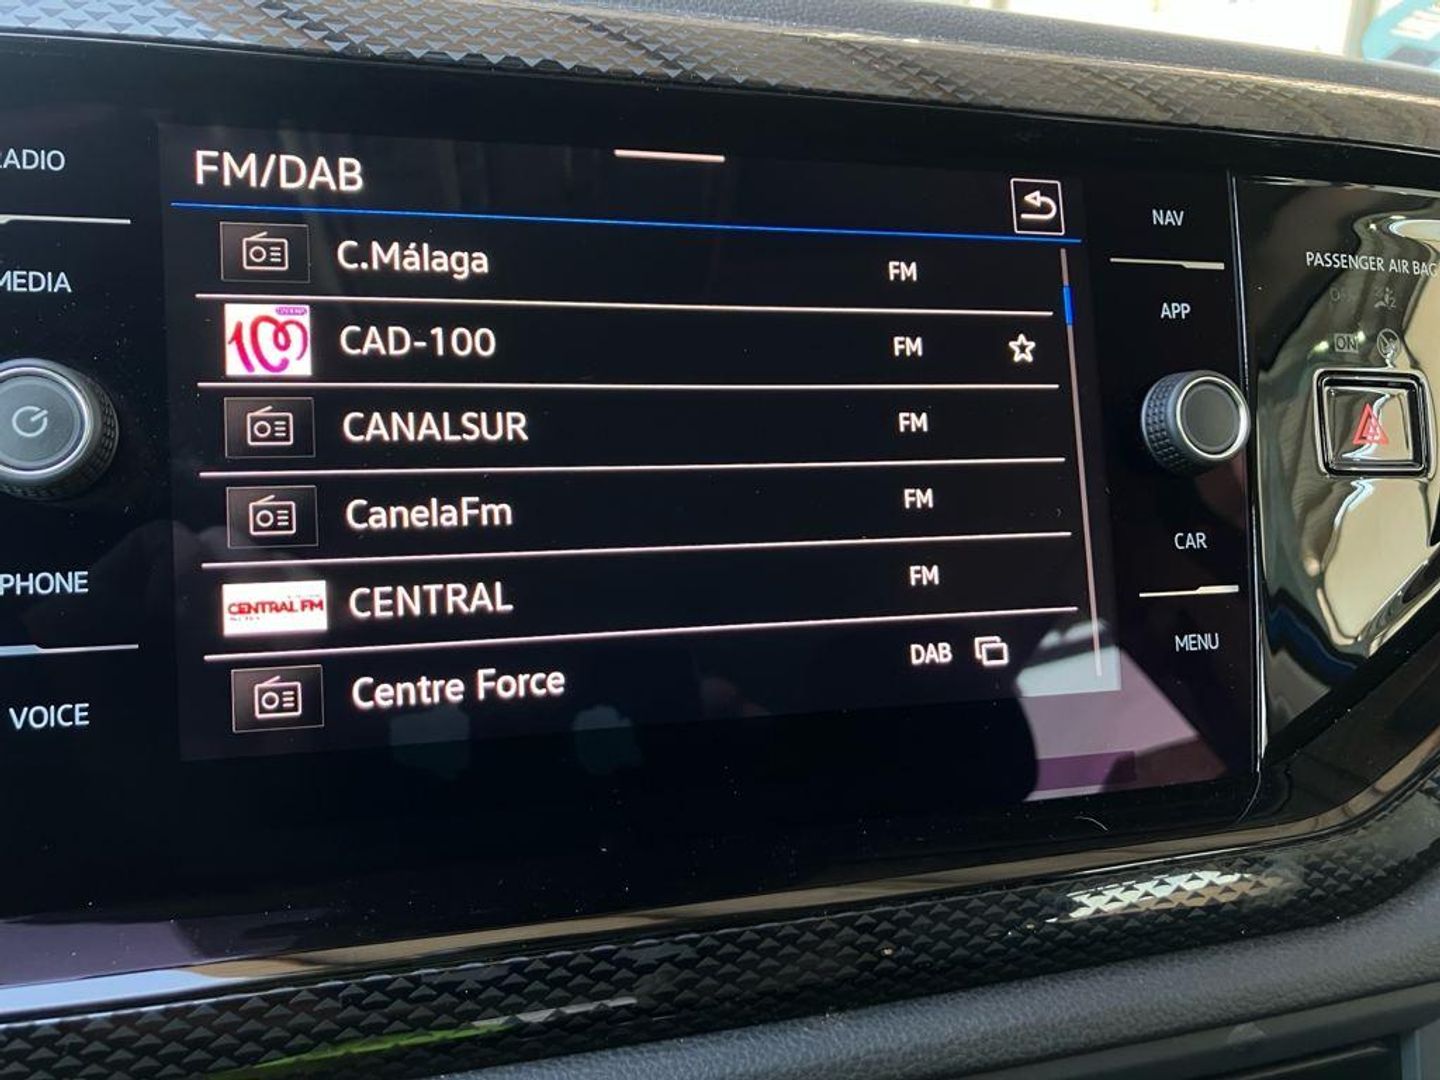 FM/DAB
C.Málaga FM
CAD-100 FM
CANALSUR FM
CanelaFm FM
CENTRAL FM
CENTRAL FM
Centre Force DAB
RADIO
MEDIA
PHONE
VOICE
NAV
APP
CAR
MENU
PASSENGER AIR BAG
ON